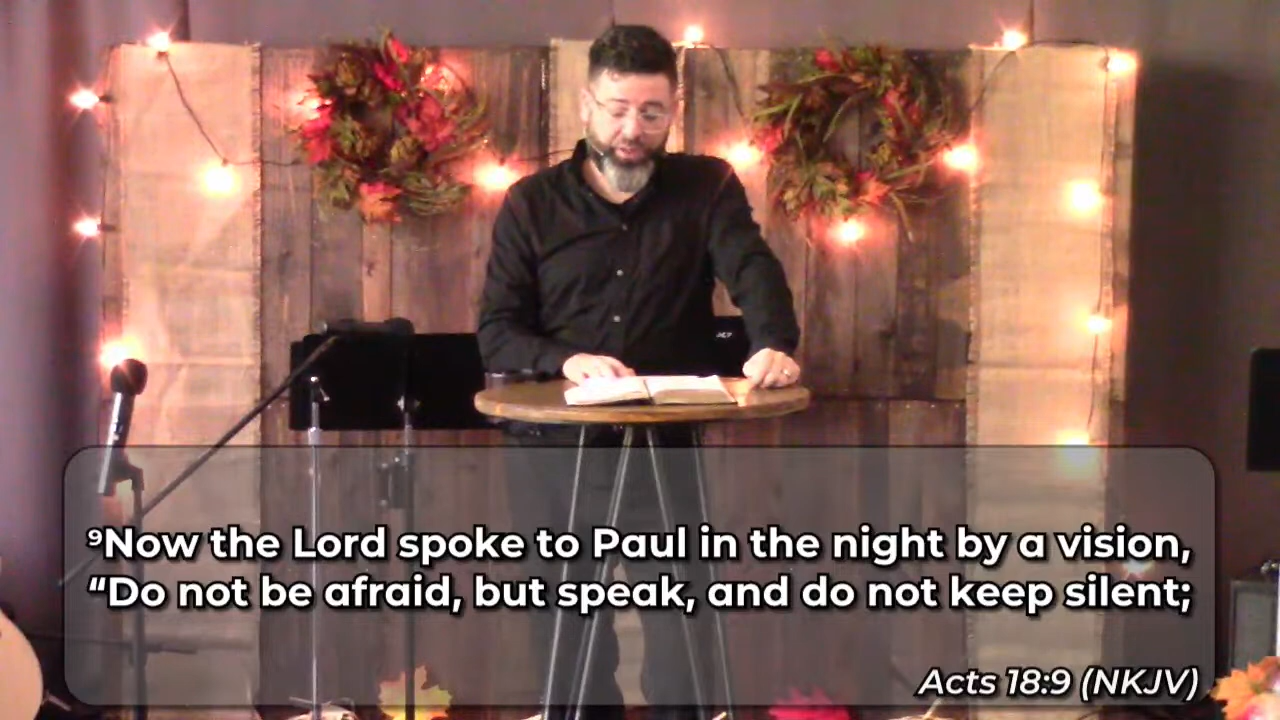 ⁹Now the Lord spoke to Paul in the night by a vision,
“Do not be afraid, but speak, and do not keep silent;
Acts 18:9 (NKJV)